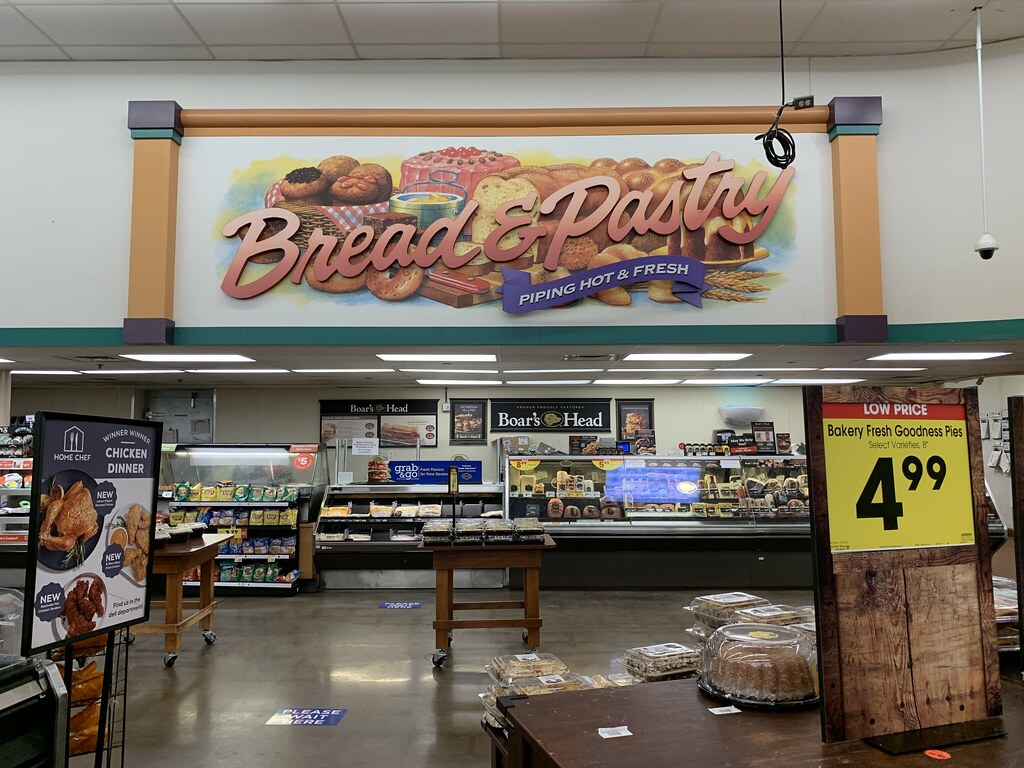 Bread & Pastry
PIPING HOT & FRESH
LOW PRICE
Bakery Fresh Goodness Pies
Select Varieties, 8"
4 99
HOME CHEF
WINNER WINNER
CHICKEN
DINNER
NEW
NEW
NEW
Find us in the
deli department!
Boar's Head
Boar's Head
grab
&go
$5
PLEASE
WAIT
HERE